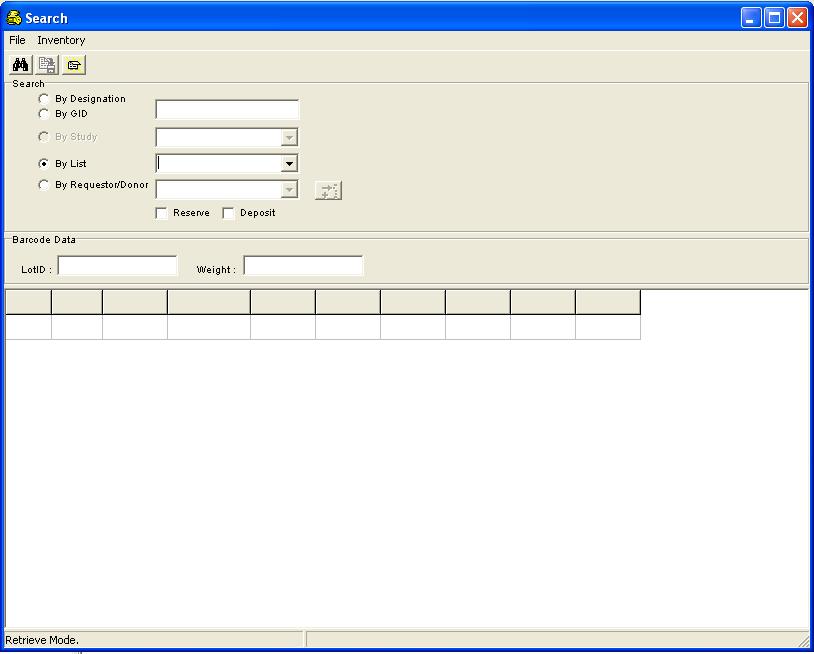 Search
File Inventory
Search
By Designation
By GID
By Study
By List
By Requestor/Donor
Reserve Deposit
Barcode Data
LotID : Weight :
Retrieve Mode.